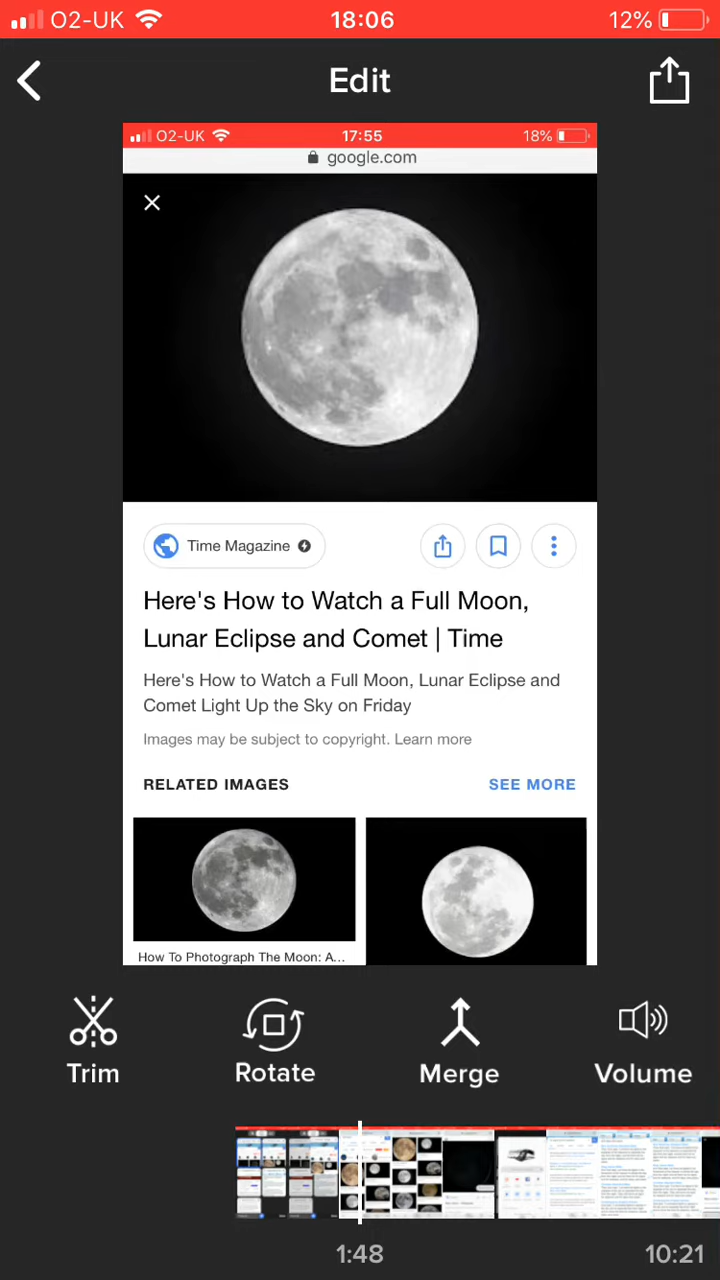 O2-UK 18:06 12%
Edit
O2-UK 17:55 18%
google.com
Time Magazine
Here's How to Watch a Full Moon,
Lunar Eclipse and Comet | Time
Here's How to Watch a Full Moon, Lunar Eclipse and
Comet Light Up the Sky on Friday
Images may be subject to copyright. Learn more
RELATED IMAGES SEE MORE
How To Photograph The Moon: A...
Trim Rotate Merge Volume
1:48 10:21